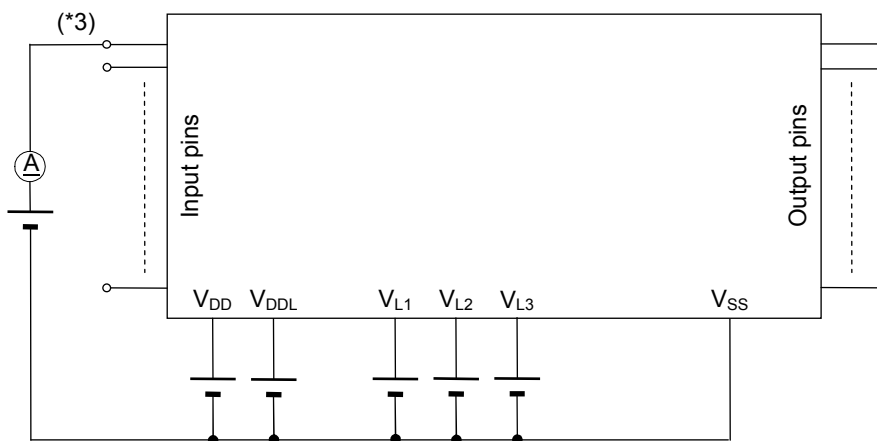 (*3)
A
Input pins
Output pins
VDD VDDL VL1 VL2 VL3 VSS